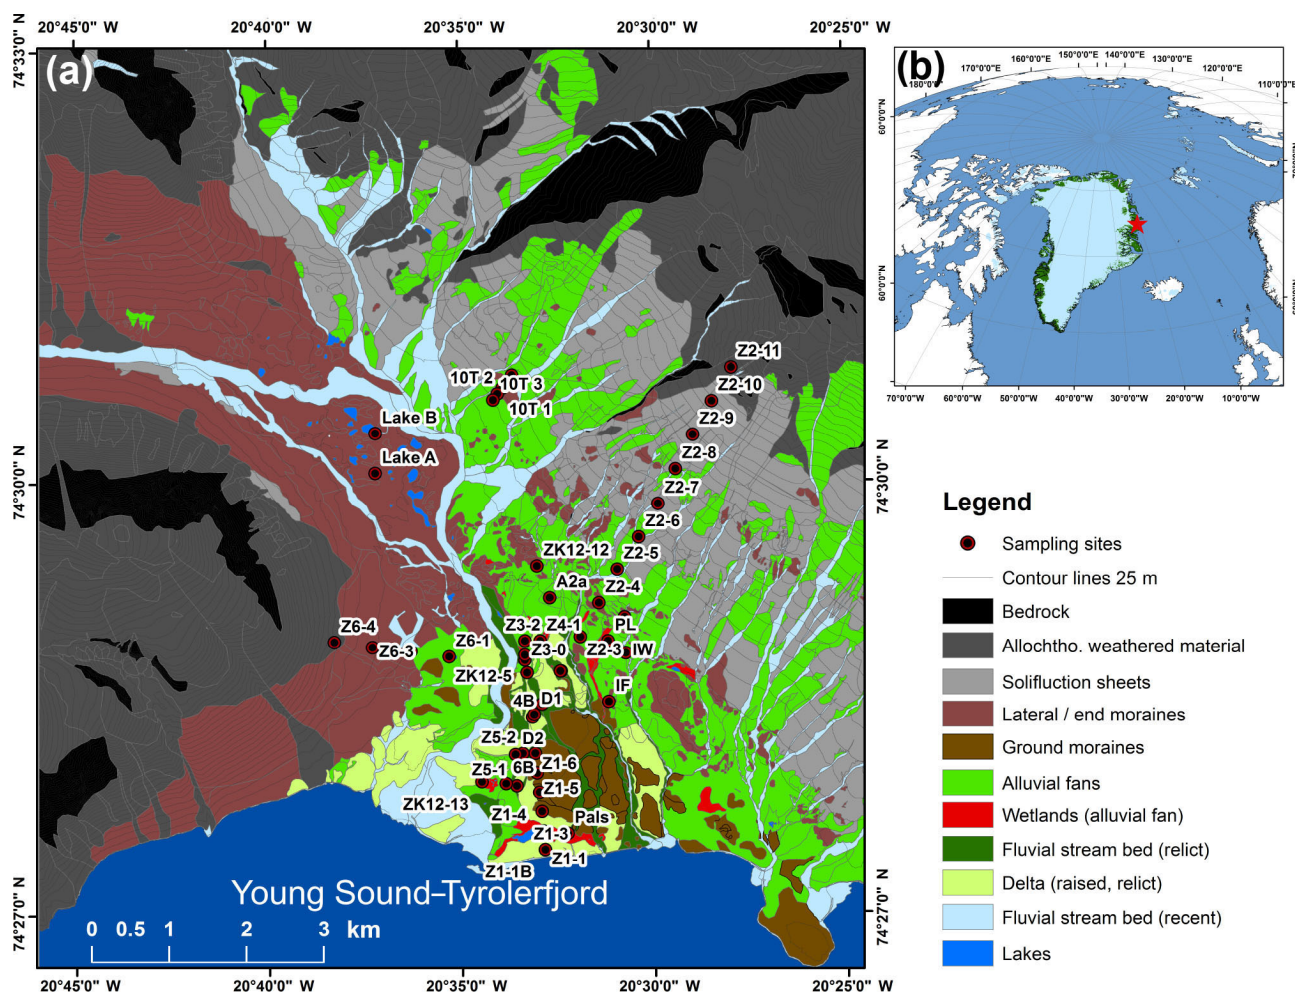 20°45'0" W
20°40'0" W
20°35'0" W
20°30'0" W
20°25'0" W
74°33'0" N
(a)
10T 2
10T 3
10T 1
Z2-11
Z2-10
Z2-9
Z2-8
Z2-7
Z2-6
Z2-5
Z2-4
Lake B
Lake A
74°30'0" N
74°30'0" N
ZK12-12
A2a
PL
Z3-2
Z4-1
Z3-0
Z2-3
IW
Z6-4
Z6-3
Z6-1
ZK12-5
IF
4B
D1
Z5-2
D2
Z1-6
Z5-1
6B
Z1-5
ZK12-13
Z1-4
Pals
Z1-3
Z1-1
Z1-1B
Young Sound–Tyrolerfjord
0 0.5 1 2 3 km
74°27'0" N
74°27'0" N
20°45'0" W
20°40'0" W
20°35'0" W
20°30'0" W
20°25'0" W
(b)
180°0'0"E
170°0'0"E
160°0'0"E
150°0'0"E
140°0'0"E
130°0'0"E
120°0'0"E
110°0'0"E
60°0'0"N
60°0'0"N
70°0'0"W
60°0'0"W
50°0'0"W
40°0'0"W
30°0'0"W
20°0'0"W
10°0'0"W
Legend
Sampling sites
Contour lines 25 m
Bedrock
Allochtho. weathered material
Solifluction sheets
Lateral / end moraines
Ground moraines
Alluvial fans
Wetlands (alluvial fan)
Fluvial stream bed (relict)
Delta (raised, relict)
Fluvial stream bed (recent)
Lakes